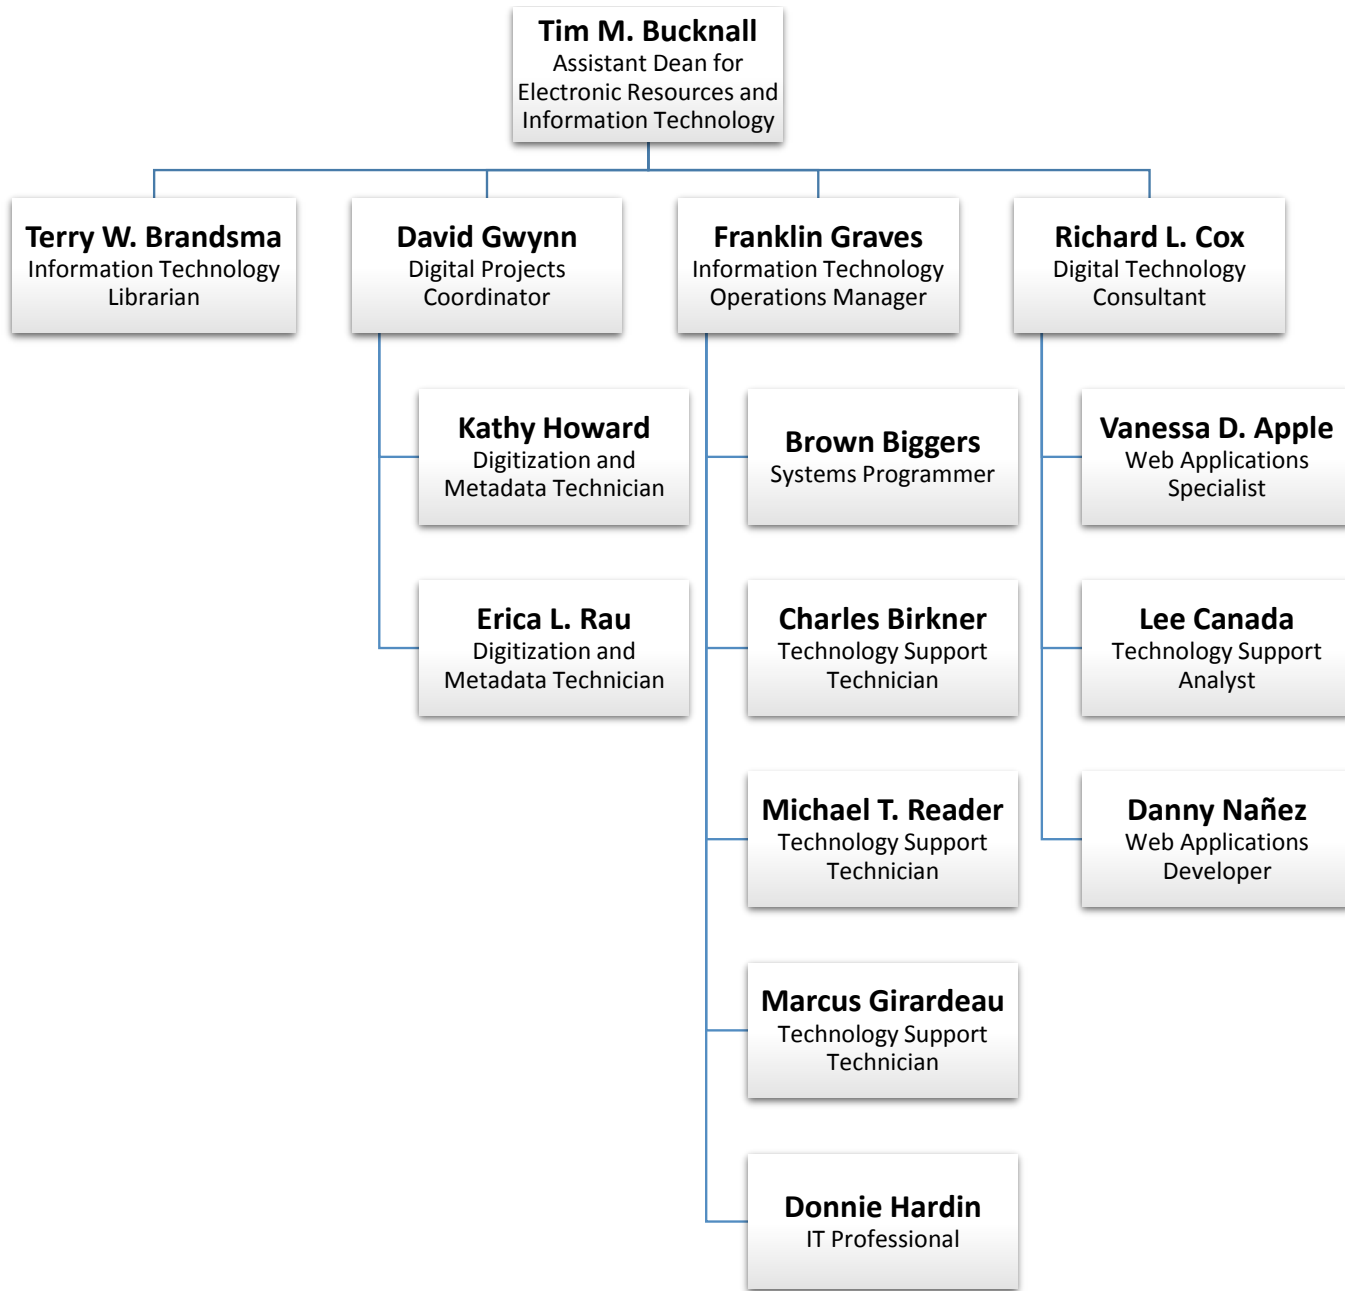 Tim M. Bucknall
Assistant Dean for
Electronic Resources and
Information Technology
Terry W. Brandsma
Information Technology
Librarian
David Gwynn
Digital Projects
Coordinator
Franklin Graves
Information Technology
Operations Manager
Richard L. Cox
Digital Technology
Consultant
Kathy Howard
Digitization and
Metadata Technician
Erica L. Rau
Digitization and
Metadata Technician
Brown Biggers
Systems Programmer
Charles Birkner
Technology Support
Technician
Michael T. Reader
Technology Support
Technician
Marcus Girardeau
Technology Support
Technician
Donnie Hardin
IT Professional
Vanessa D. Apple
Web Applications
Specialist
Lee Canada
Technology Support
Analyst
Danny Nañez
Web Applications
Developer